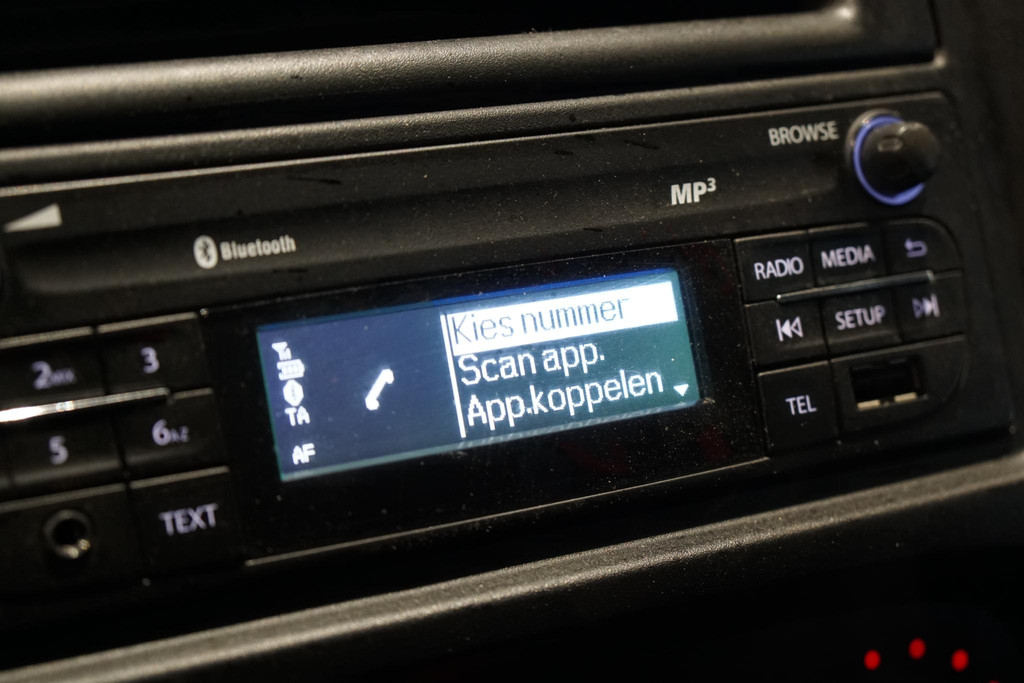 BROWSE
MP3
Bluetooth
RADIO
MEDIA
SETUP
TEL
2
3
5
6
TEXT
TA
AF
Kies nummer
Scan app.
App.koppelen